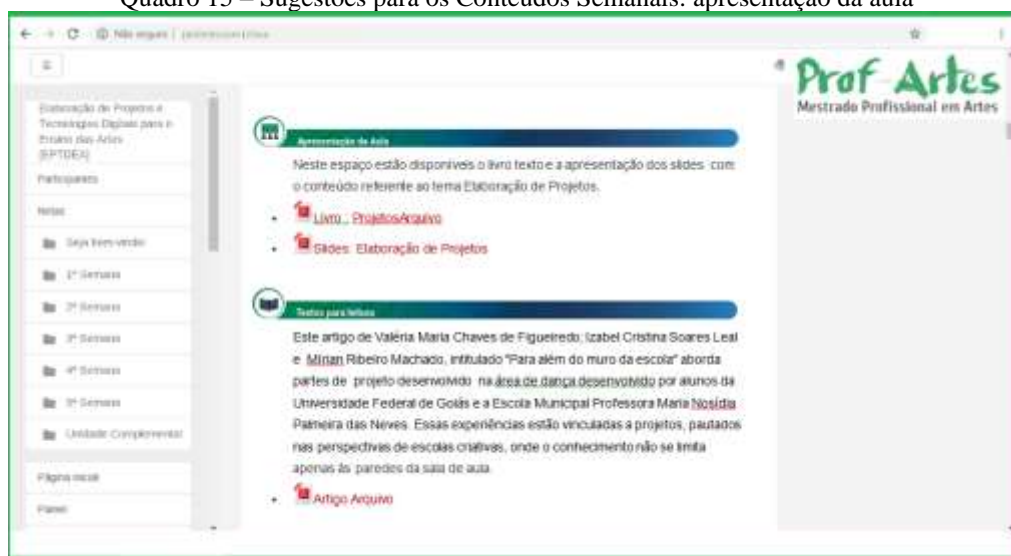 Quadro 15 – Sugestões para os Conteúdos Semanais: apresentação da aula
Não seguro
Prof-Artes
Mestrado Profissional em Artes
Elaboração de Projetos e
Tecnologias Digitais para o
Ensino das Artes
(EPTDEA)
Participantes
Notas
Seja bem-vindo
1ª Semana
2ª Semana
3ª Semana
4ª Semana
5ª Semana
Unidade Complementar
Página inicial
Painel
Apresentação da Aula
Neste espaço estão disponíveis o livro texto e a apresentação dos slides com
o conteúdo referente ao tema Elaboração de Projetos.
Livro_ ProjetosArquivo
Slides: Elaboração de Projetos
Textos para leitura
Este artigo de Valéria Maria Chaves de Figueiredo; Izabel Cristina Soares Leal
e Mirian Ribeiro Machado, intitulado "Para além do muro da escola" aborda
partes de projeto desenvolvido na área de dança desenvolvido por alunos da
Universidade Federal de Goiás e a Escola Municipal Professora Maria Nosídia
Palmeira das Neves. Essas experiências estão vinculadas a projetos, pautados
nas perspectivas de escolas criativas, onde o conhecimento não se limita
apenas às paredes da sala de aula
Artigo Arquivo